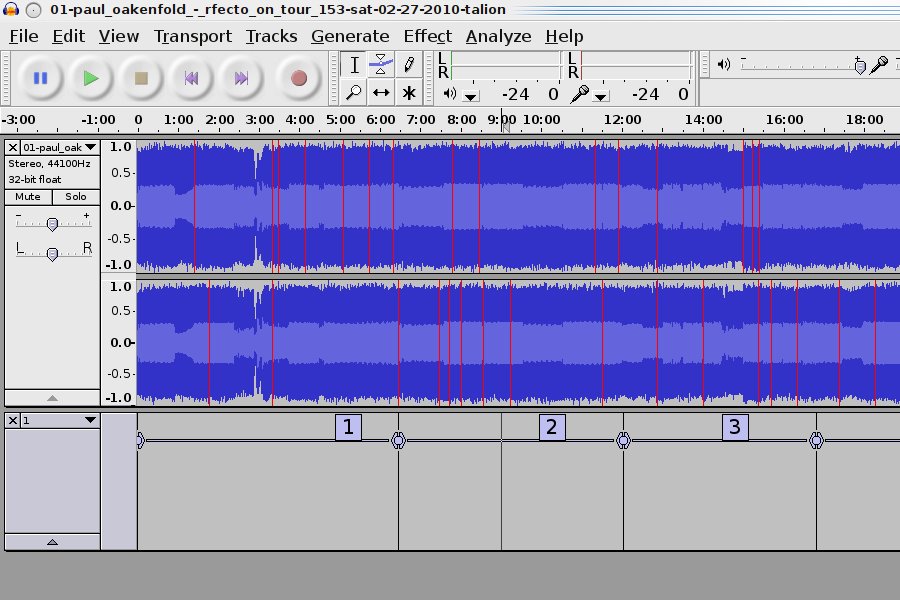 01-paul_oakenfold_-_rfecto_on_tour_153-sat-02-27-2010-talion
File Edit View Transport Tracks Generate Effect Analyze Help
L
R
L
R
- +
-24 0 -24 0
-3:00 -1:00 0 1:00 2:00 3:00 4:00 5:00 6:00 7:00 8:00 9:00 10:00 12:00 14:00 16:00 18:00
01-paul_oak
Stereo, 44100Hz
32-bit float
Mute Solo
- +
L R
1.0
0.5-
0.0-
-0.5-
-1.0
1.0
0.5-
0.0-
-0.5-
-1.0
1
1 2 3